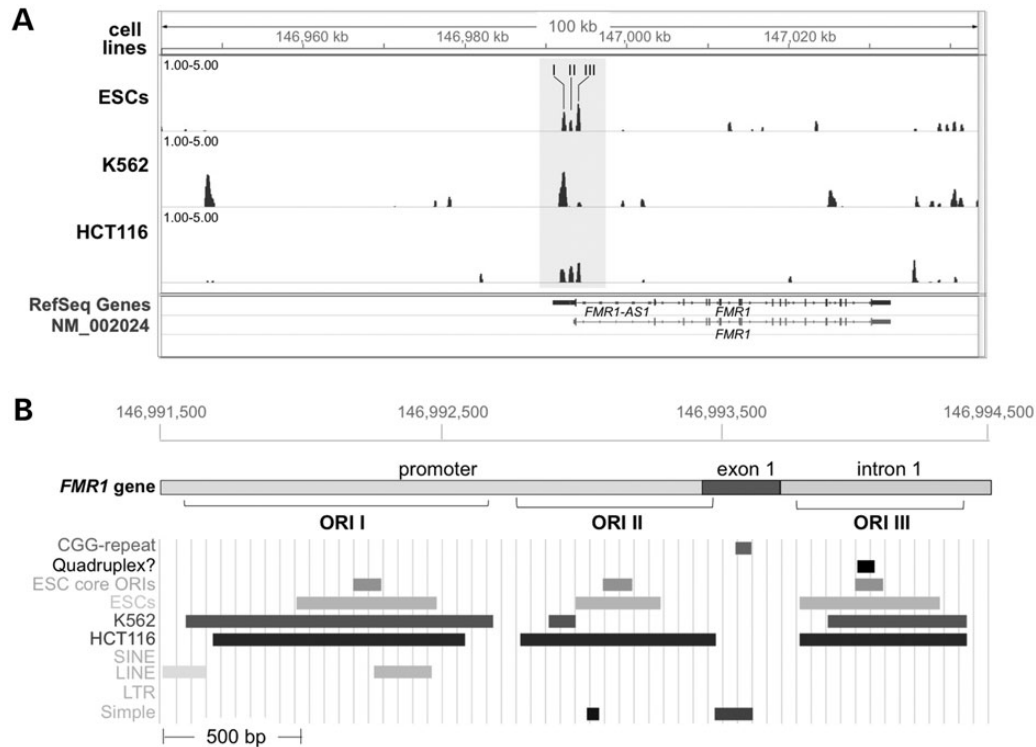 A
cell lines
100 kb
146,960 kb 146,980 kb 147,000 kb 147,020 kb
1.00-5.00
I II III
ESCs
1.00-5.00
K562
1.00-5.00
HCT116
RefSeq Genes
FMR1-AS1 FMR1
NM_002024
FMR1
B
146,991,500 146,992,500 146,993,500 146,994,500
promoter exon 1 intron 1
FMR1 gene
ORI I ORI II ORI III
CGG-repeat
Quadruplex?
ESC core ORIs
ESCs
K562
HCT116
SINE
LINE
LTR
Simple
500 bp